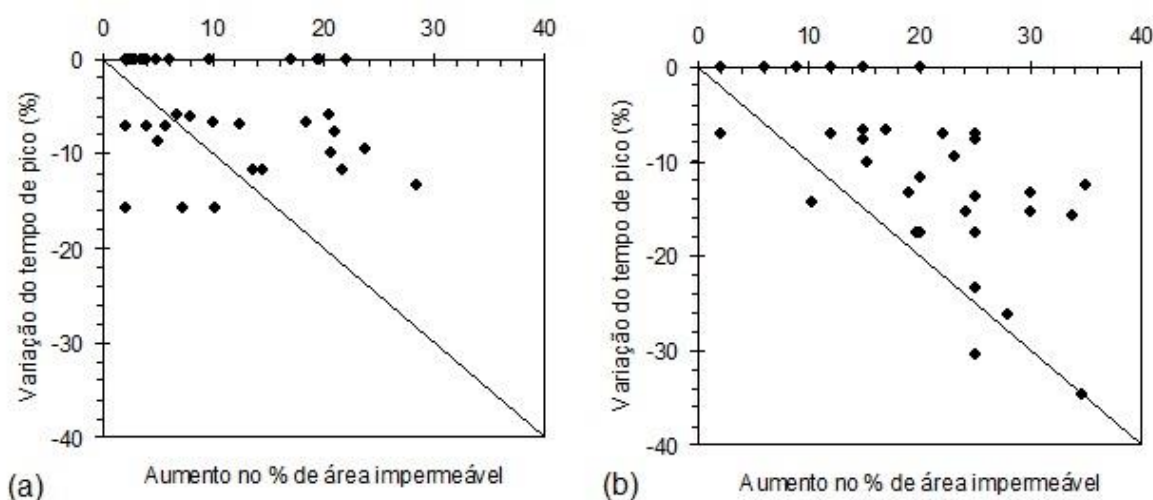 0 10 20 30 40
0
-10
-20
-30
-40
Variação do tempo de pico (%)
Aumento no % de área impermeável
(a)
0 10 20 30 40
0
-10
-20
-30
-40
Variação do tempo de pico (%)
Aumento no % de área impermeável
(b)